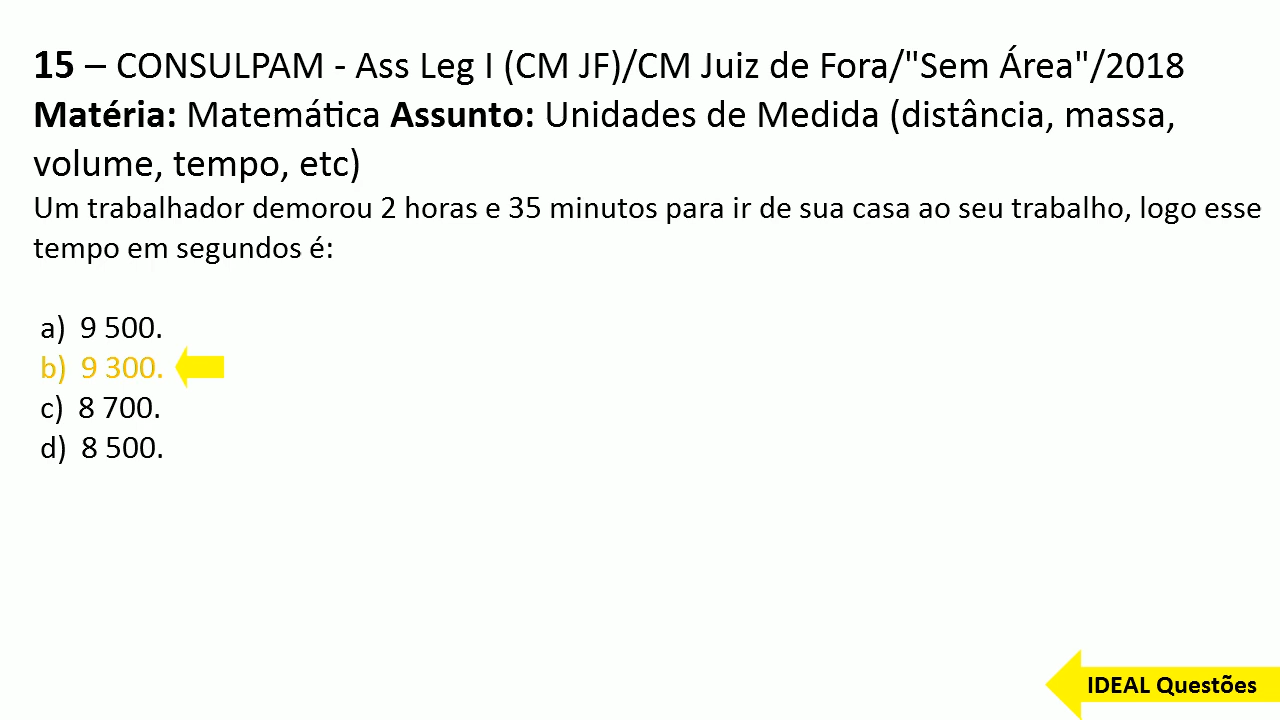 15 – CONSULPAM - Ass Leg I (CM JF)/CM Juiz de Fora/"Sem Área"/2018
Matéria: Matemática Assunto: Unidades de Medida (distância, massa,
volume, tempo, etc)
Um trabalhador demorou 2 horas e 35 minutos para ir de sua casa ao seu trabalho, logo esse
tempo em segundos é:
a) 9 500.
b) 9 300.
c) 8 700.
d) 8 500.
IDEAL Questões